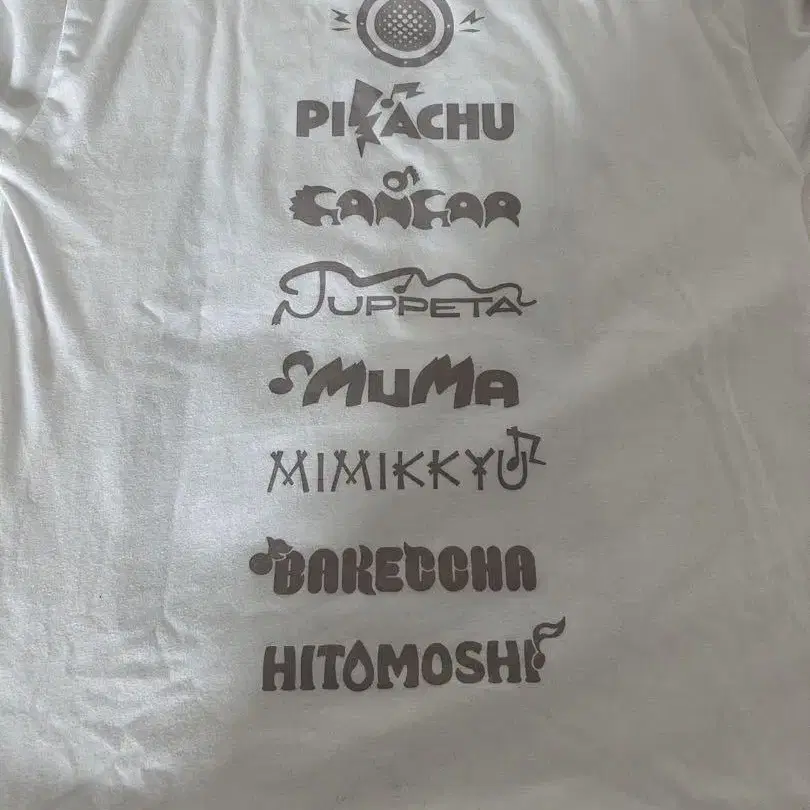 PIKACHU
GANGAR
JUPPETA
MUMA
MIMIKKYU
BAKECCHA
HITOMOSHI